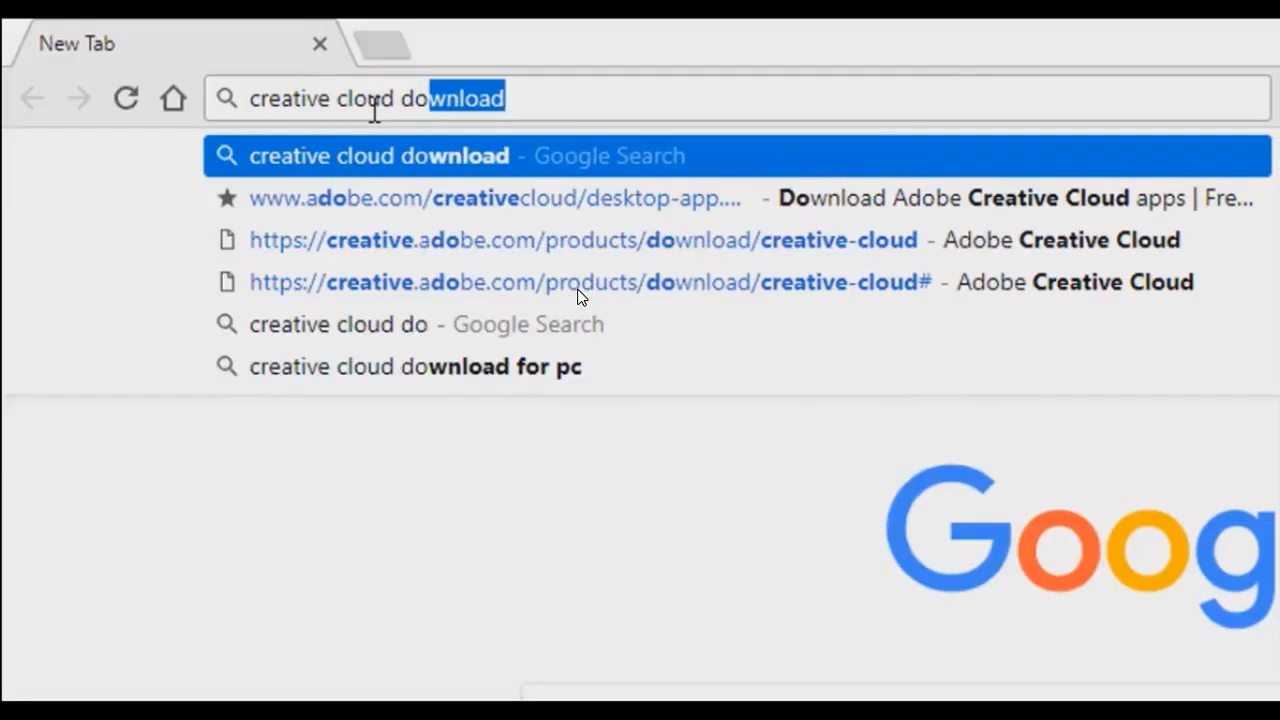 New Tab
creative cloud download
creative cloud download - Google Search
www.adobe.com/creativecloud/desktop-app.... - Download Adobe Creative Cloud apps | Fre...
https://creative.adobe.com/products/download/creative-cloud - Adobe Creative Cloud
https://creative.adobe.com/products/download/creative-cloud# - Adobe Creative Cloud
creative cloud do - Google Search
creative cloud download for pc
Goog